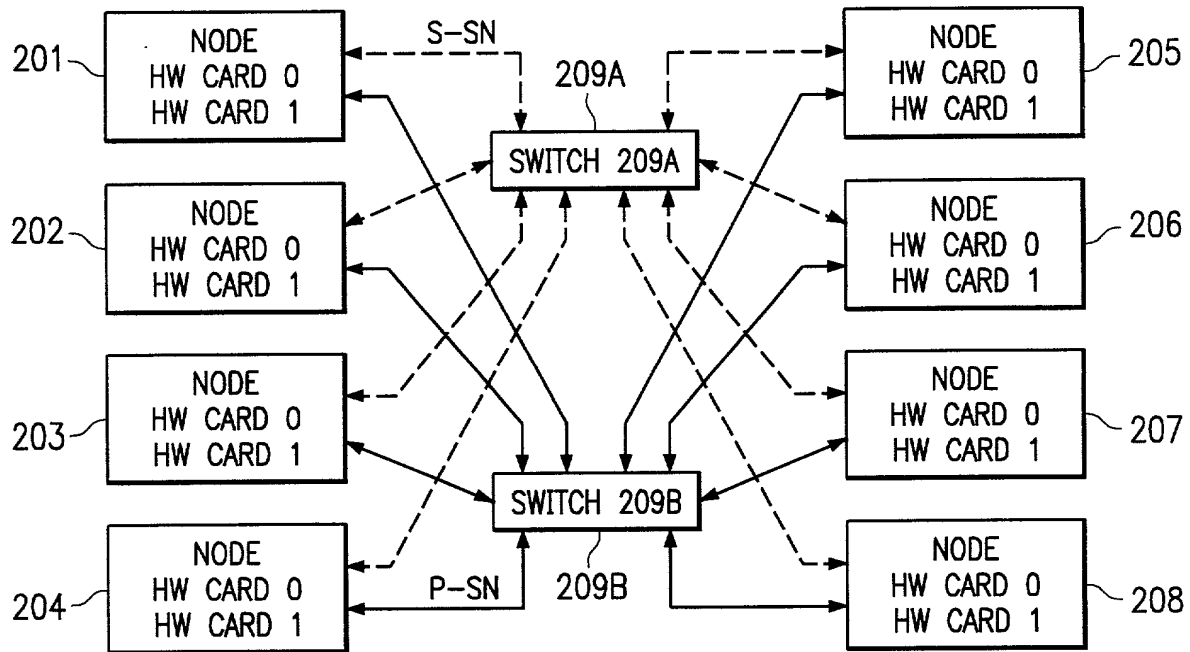 201
NODE
HW CARD 0
HW CARD 1
S-SN
209A
SWITCH 209A
NODE
HW CARD 0
HW CARD 1
205
202
NODE
HW CARD 0
HW CARD 1
NODE
HW CARD 0
HW CARD 1
206
203
NODE
HW CARD 0
HW CARD 1
NODE
HW CARD 0
HW CARD 1
207
SWITCH 209B
209B
204
NODE
HW CARD 0
HW CARD 1
P-SN
NODE
HW CARD 0
HW CARD 1
208